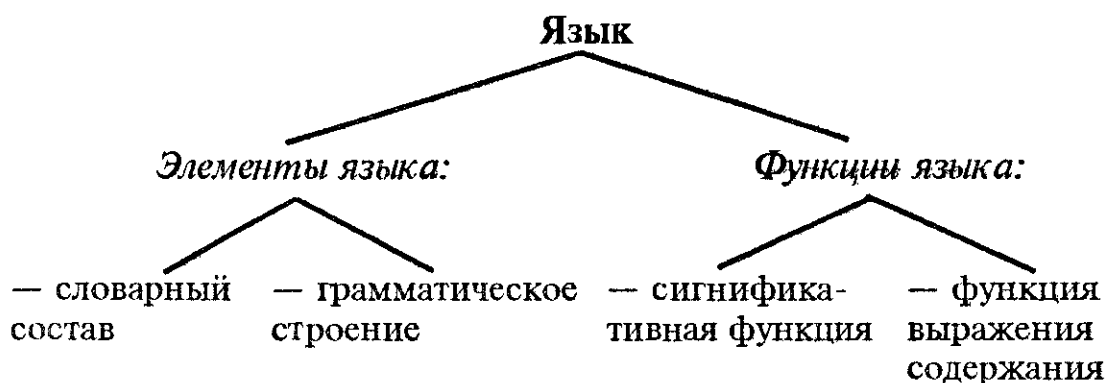 Язык
Элементы языка:
Функции языка:
— словарный
состав
— грамматическое
строение
— сигнифика-
тивная функция
— функция
выражения
содержания